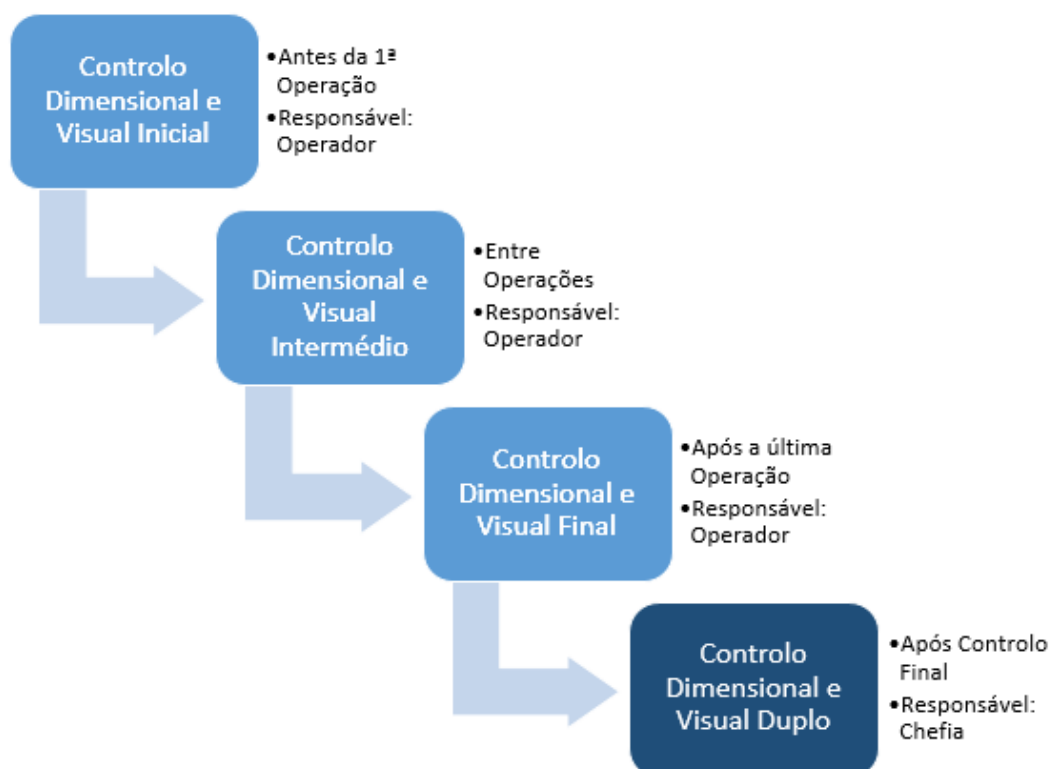 Controlo
Dimensional e
Visual Inicial
•Antes da 1ª
Operação
•Responsável:
Operador
Controlo
Dimensional e
Visual
Intermédio
•Entre
Operações
•Responsável:
Operador
Controlo
Dimensional e
Visual Final
•Após a última
Operação
•Responsável:
Operador
Controlo
Dimensional e
Visual Duplo
•Após Controlo
Final
•Responsável:
Chefia